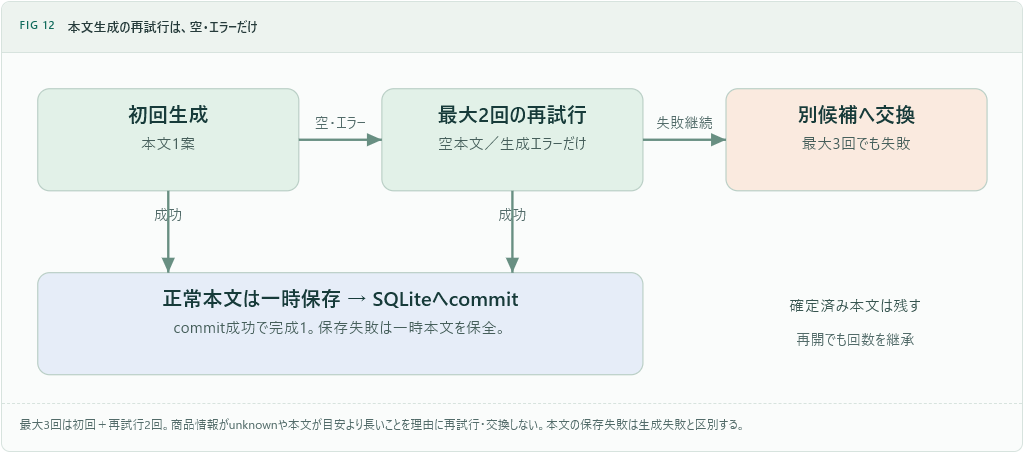 FIG 12 本文生成の再試行は、空・エラーだけ
初回生成
本文1案
空・エラー
最大2回の再試行
空本文／生成エラーだけ
失敗継続
別候補へ交換
最大3回でも失敗
成功
成功
正常本文は一時保存 → SQLiteへcommit
commit成功で完成1。保存失敗は一時本文を保全。
確定済み本文は残す
再開でも回数を継承
最大3回は初回＋再試行2回。商品情報がunknownや本文が目安より長いことを理由に再試行・交換しない。本文の保存失敗は生成失敗と区別する。